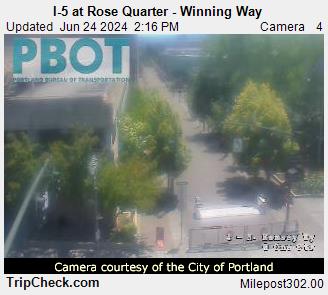 I-5 at Rose Quarter - Winning Way
Updated Jun 24 2024 2:16 PM Camera 4
PBOT
PORTLAND BUREAU OF TRANSPORTATION
Camera courtesy of the City of Portland
TripCheck.com Milepost302.00